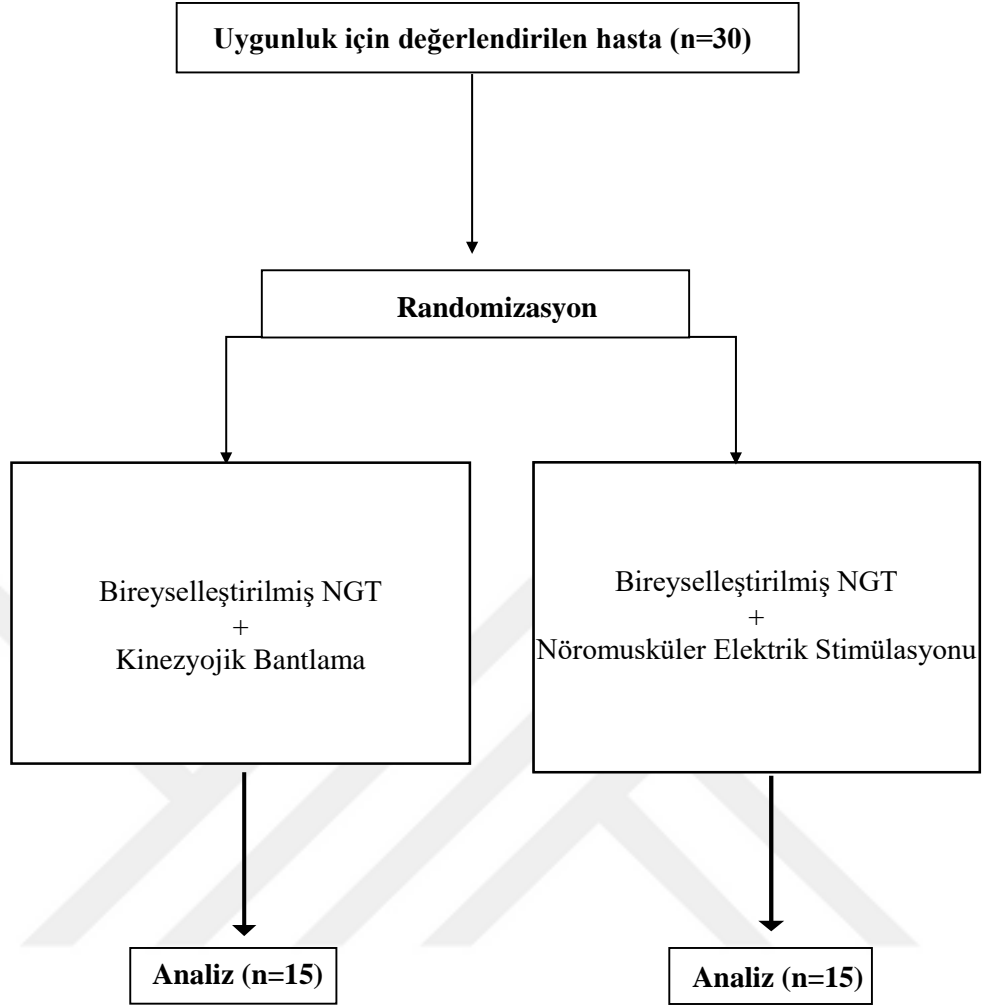 Uygunluk için değerlendirilen hasta (n=30)
Randomizasyon
Bireyselleştirilmiş NGT
+
Kinezyojik Bantlama
Bireyselleştirilmiş NGT
+
Nöromusküler Elektrik Stimülasyonu
Analiz (n=15)
Analiz (n=15)